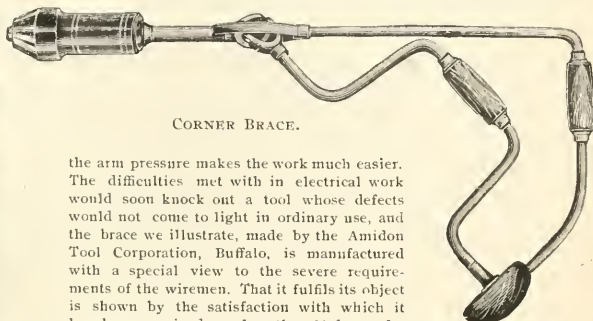 CORNER BRACE.
the arm pressure makes the work much easier.
The difficulties met with in electrical work
would soon knock out a tool whose defects
would not come to light in ordinary use, and
the brace we illustrate, made by the Amidon
Tool Corporation, Buffalo, is manufactured
with a special view to the severe require-
ments of the wiremen. That it fulfils its object
is shown by the satisfaction with which it